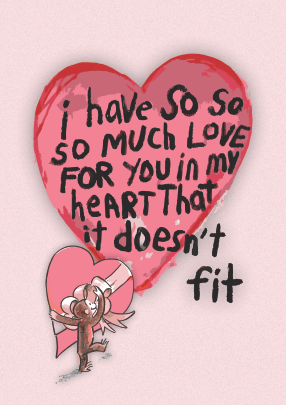 i have so so
so much LOVE
FOR YOU in my
heART That
it doesn't
fit